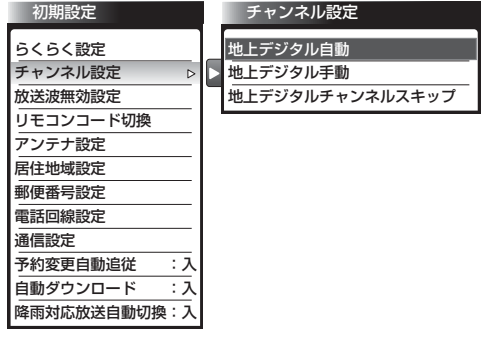 初期設定
らくらく設定
チャンネル設定
放送波無効設定
リモコンコード切換
アンテナ設定
居住地域設定
郵便番号設定
電話回線設定
通信設定
予約変更自動追従 ：入
自動ダウンロード ：入
降雨対応放送自動切換：入
チャンネル設定
地上デジタル自動
地上デジタル手動
地上デジタルチャンネルスキップ